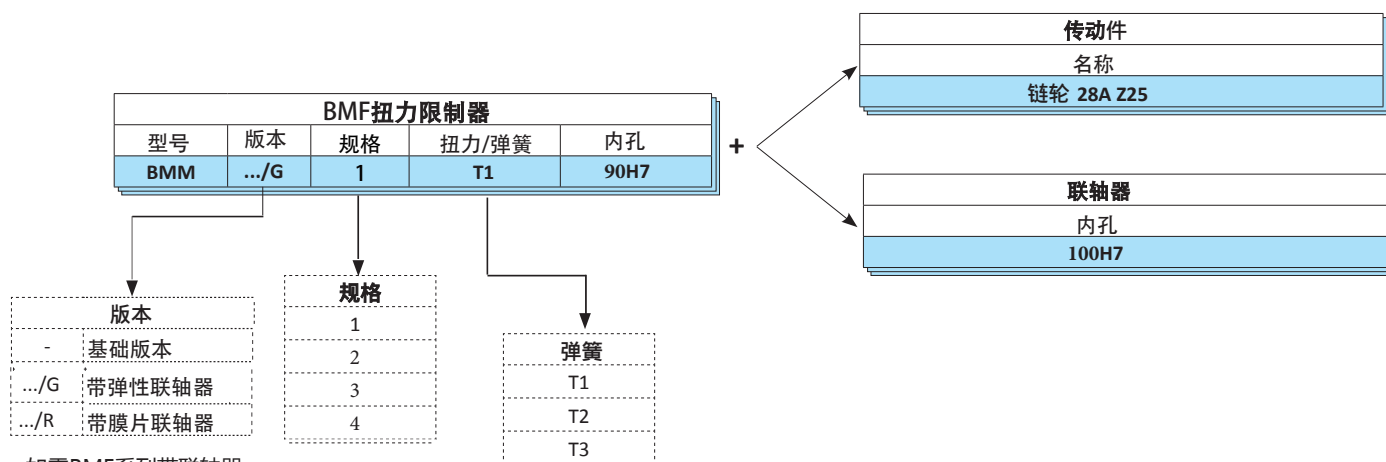 传动件
名称
链轮 28A Z25
BMF扭力限制器
型号 版本 规格 扭力/弹簧 内孔
BMM .../G 1 T1 90H7
+
联轴器
内孔
100H7
版本
- 基础版本
.../G 带弹性联轴器
.../R 带膜片联轴器
规格
1
2
3
4
弹簧
T1
T2
T3